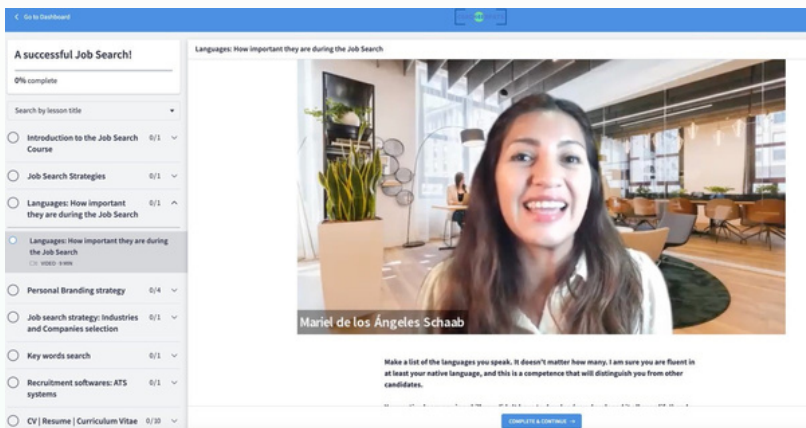 Go to Dashboard
A successful Job Search!
0% complete
Search by lesson title
Introduction to the Job Search 0/1
Course
Job Search Strategies 0/1
Languages: How important 0/1
they are during the Job Search
Languages: How important they are during
the Job Search
VIDEO · 9 MIN
Personal Branding strategy 0/4
Job search strategy: Industries 0/1
and Companies selection
Key words search 0/1
Recruitment softwares: ATS 0/1
systems
CV | Resume | Curriculum Vitae 0/10
Languages: How important they are during the Job Search
Mariel de los Ángeles Schaab
Make a list of the languages you speak. It doesn't matter how many. I am sure you are fluent in
at least your native language, and this is a competence that will distinguish you from other
candidates.
COMPLETE & CONTINUE →